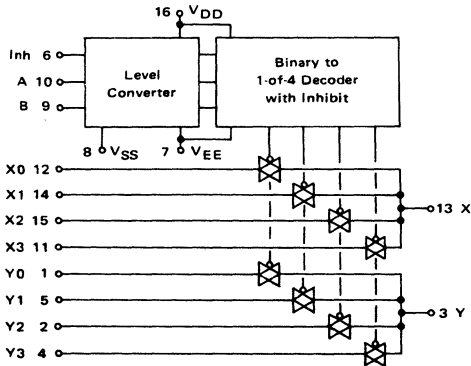 16 VDD
Inh 6
A 10
B 9
Level
Converter
Binary to
1-of-4 Decoder
with Inhibit
8 VSS
7 VEE
X0 12
X1 14
X2 15
X3 11
13 X
Y0 1
Y1 5
Y2 2
Y3 4
3 Y